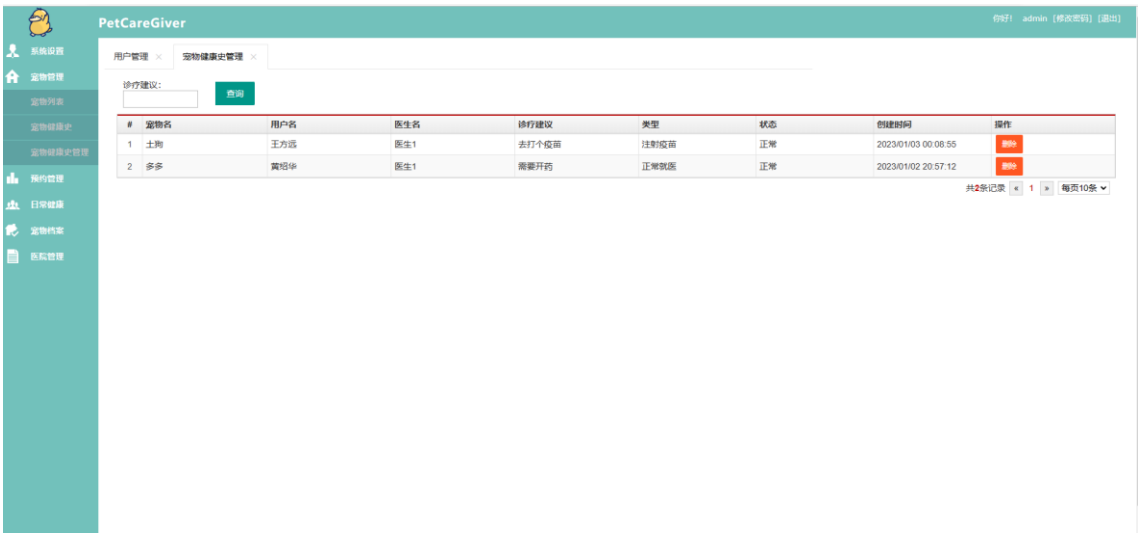 PetCareGiver
你好! admin [修改密码] [退出]
系统设置
宠物管理
宠物列表
宠物健康史
宠物健康史管理
预约管理
日常健康
宠物档案
医院管理
用户管理 × 宠物健康史管理 ×
诊疗建议:
查询
# 宠物名 用户名 医生名 诊疗建议 类型 状态 创建时间 操作
1 土狗 王方远 医生1 去打个疫苗 注射疫苗 正常 2023/01/03 00:08:55 删除
2 多多 黄绍华 医生1 需要开药 正常就医 正常 2023/01/02 20:57:12 删除
共2条记录 « 1 » 每页10条